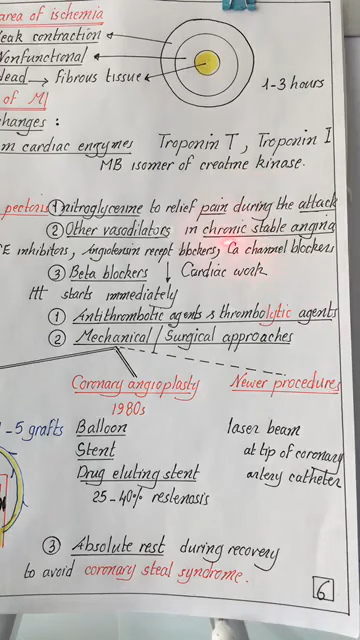 area of ischemia
weak contraction
Nonfunctional
dead → Fibrous tissue
1-3 hours
of MI
changes :
cardiac enzymes Troponin T, Troponin I
MB isomer of creatine kinase.
pectoris ① nitroglycerine to relief pain during the attack
② Other vasodilators in chronic stable angina
CE inhibitors, Angiotensin recept blockers, Ca channel blockers
③ Beta blockers ↓ Cardiac work
ttt starts immediately
① Antithrombotic agents & thrombolytic agents
② Mechanical / Surgical approaches
Coronary angioplasty Newer procedures
1980s
1-5 grafts Balloon laser beam
Stent at tip of coronary
Drug eluting stent artery catheter
25-40% restenosis
③ Absolute rest during recovery
to avoid coronary steal syndrome.
6